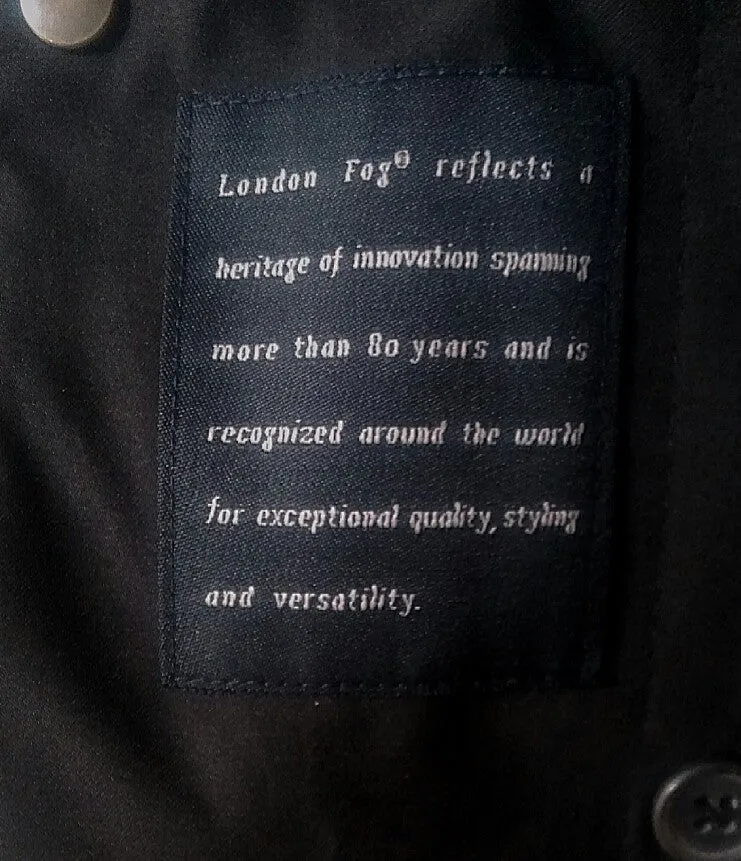 London Fog® reflects a
heritage of innovation spanning
more than 80 years and is
recognized around the world
for exceptional quality, styling
and versatility.